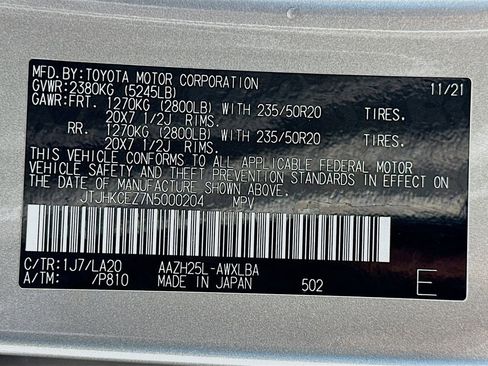 MFD.BY:TOYOTA MOTOR CORPORATION 11/21
GVWR:2380KG (5245LB)
GAWR:FRT. 1270KG (2800LB) WITH 235/50R20 TIRES.
20X7 1/2J RIMS.
RR. 1270KG (2800LB) WITH 235/50R20 TIRES.
20X7 1/2J RIMS.
THIS VEHICLE CONFORMS TO ALL APPLICABLE FEDERAL MOTOR
VEHICLE SAFETY AND THEFT PREVENTION STANDARDS IN EFFECT
ON THE DATE OF MANUFACTURE SHOWN ABOVE.
JTJHKCEZ7N5000204 MPV
C/TR:1J7/LA20 AAZH25L-AWXLBA
A/TM: /P810 MADE IN JAPAN 502 E